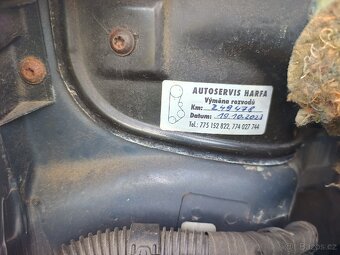 AUTOSERVIS HARFA
Výměna rozvodů
Km: 249478
Datum: 19.10.2023
Tel.: 775 152 822, 774 027 744